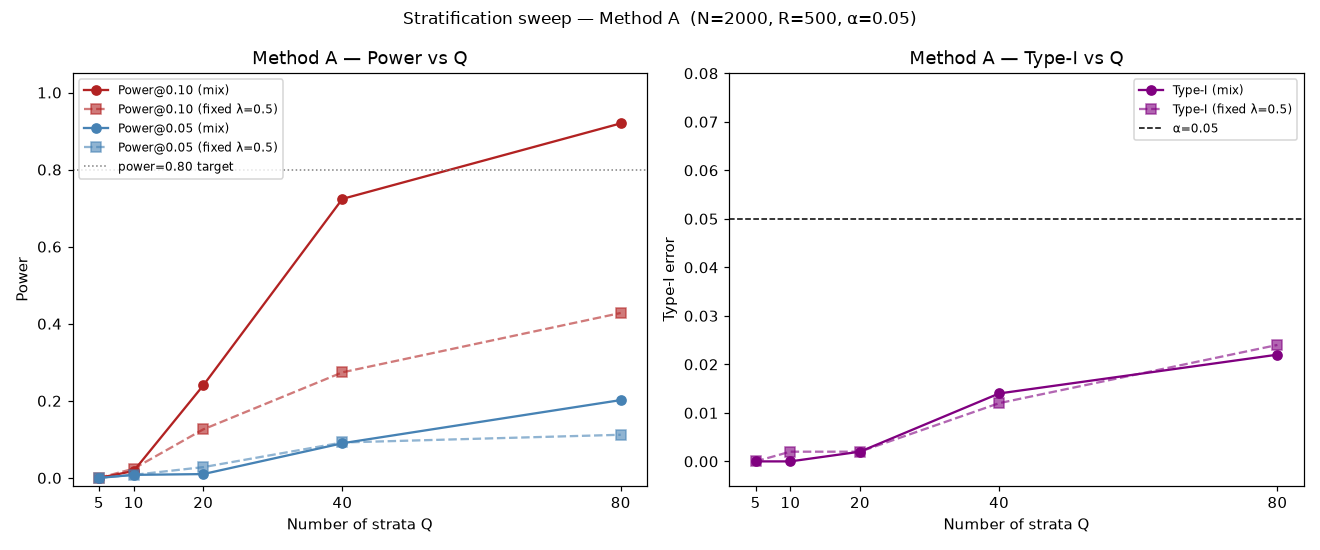 Stratification sweep — Method A  (N=2000, R=500, α=0.05)
Method A — Power vs Q
Power
1.0
0.8
0.6
0.4
0.2
0.0
Power@0.10 (mix)
Power@0.10 (fixed λ=0.5)
Power@0.05 (mix)
Power@0.05 (fixed λ=0.5)
power=0.80 target
5 10 20 40 80
Number of strata Q
Method A — Type-I vs Q
Type-I error
0.08
0.07
0.06
0.05
0.04
0.03
0.02
0.01
0.00
Type-I (mix)
Type-I (fixed λ=0.5)
α=0.05
5 10 20 40 80
Number of strata Q